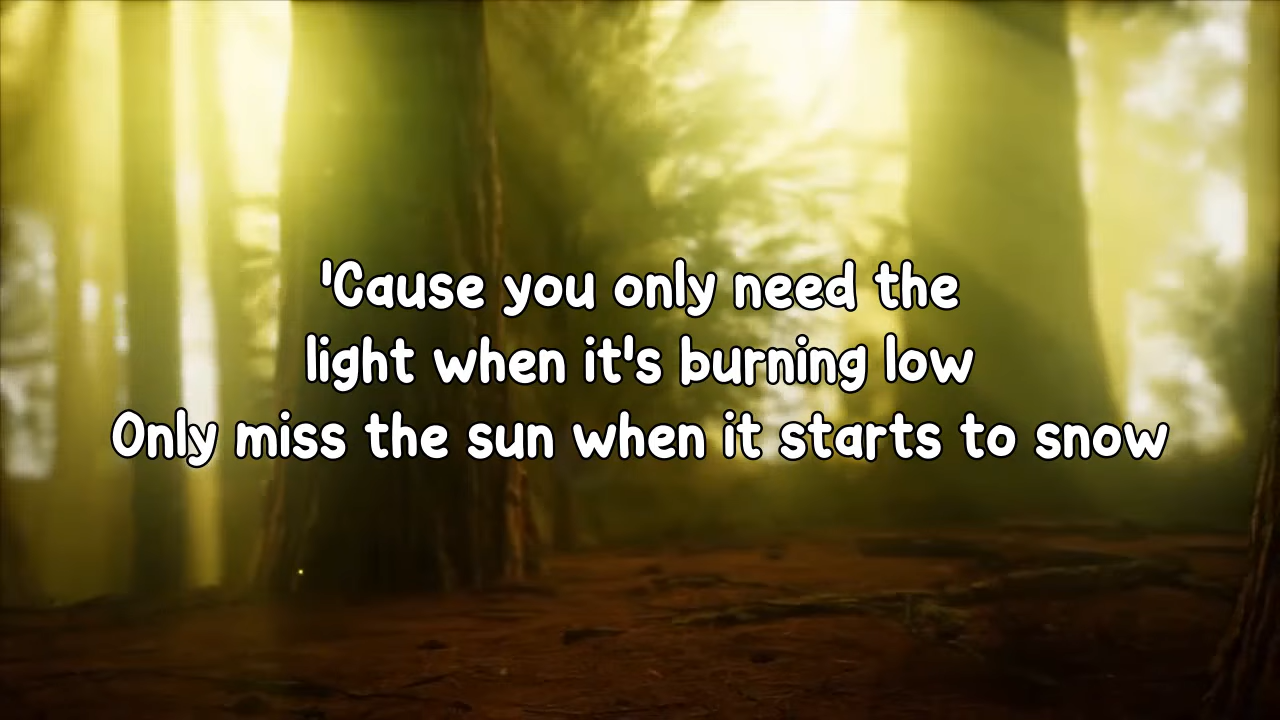 'Cause you only need the
light when it's burning low
Only miss the sun when it starts to snow